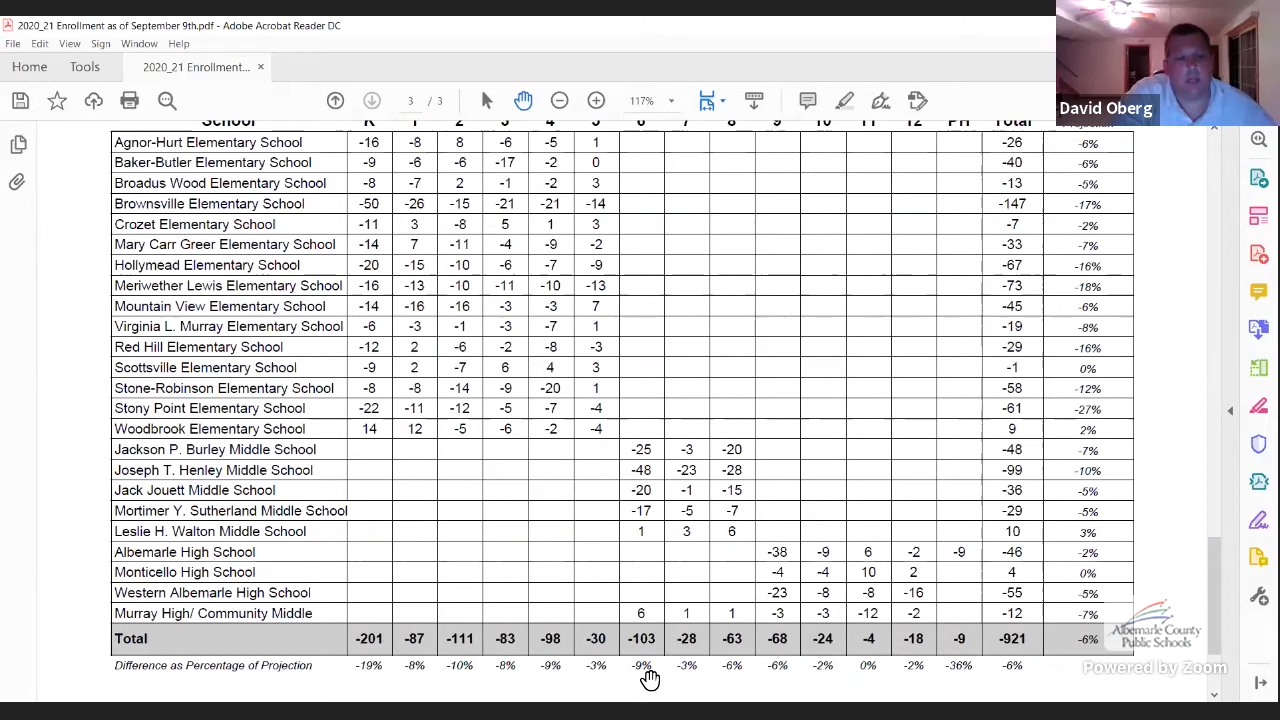 2020_21 Enrollment as of September 9th.pdf - Adobe Acrobat Reader DC
File Edit View Sign Window Help
Home Tools 2020_21 Enrollment... ×
3 / 3 117%
David Oberg
School K 1 2 3 4 5 6 7 8 9 10 11 12 PH Total Projection
Agnor-Hurt Elementary School -16 -8 8 -6 -5 1 -26 -6%
Baker-Butler Elementary School -9 -6 -6 -17 -2 0 -40 -6%
Broadus Wood Elementary School -8 -7 2 -1 -2 3 -13 -5%
Brownsville Elementary School -50 -26 -15 -21 -21 -14 -147 -17%
Crozet Elementary School -11 3 -8 5 1 3 -7 -2%
Mary Carr Greer Elementary School -14 7 -11 -4 -9 -2 -33 -7%
Hollymead Elementary School -20 -15 -10 -6 -7 -9 -67 -16%
Meriwether Lewis Elementary School -16 -13 -10 -11 -10 -13 -73 -18%
Mountain View Elementary School -14 -16 -16 -3 -3 7 -45 -6%
Virginia L. Murray Elementary School -6 -3 -1 -3 -7 1 -19 -8%
Red Hill Elementary School -12 2 -6 -2 -8 -3 -29 -16%
Scottsville Elementary School -9 2 -7 6 4 3 -1 0%
Stone-Robinson Elementary School -8 -8 -14 -9 -20 1 -58 -12%
Stony Point Elementary School -22 -11 -12 -5 -7 -4 -61 -27%
Woodbrook Elementary School 14 12 -5 -6 -2 -4 9 2%
Jackson P. Burley Middle School -25 -3 -20 -48 -7%
Joseph T. Henley Middle School -48 -23 -28 -99 -10%
Jack Jouett Middle School -20 -1 -15 -36 -5%
Mortimer Y. Sutherland Middle School -17 -5 -7 -29 -5%
Leslie H. Walton Middle School 1 3 6 10 3%
Albemarle High School -38 -9 6 -2 -9 -46 -2%
Monticello High School -4 -4 10 2 4 0%
Western Albemarle High School -23 -8 -8 -16 -55 -5%
Murray High/ Community Middle 6 1 1 -3 -3 -12 -2 -12 -7%
Total -201 -87 -111 -83 -98 -30 -103 -28 -63 -68 -24 -4 -18 -9 -921 -6%
Albemarle County
Public Schools
Difference as Percentage of Projection -19% -8% -10% -8% -9% -3% -9% -3% -6% -6% -2% 0% -2% -36% -6%
Powered by Zoom